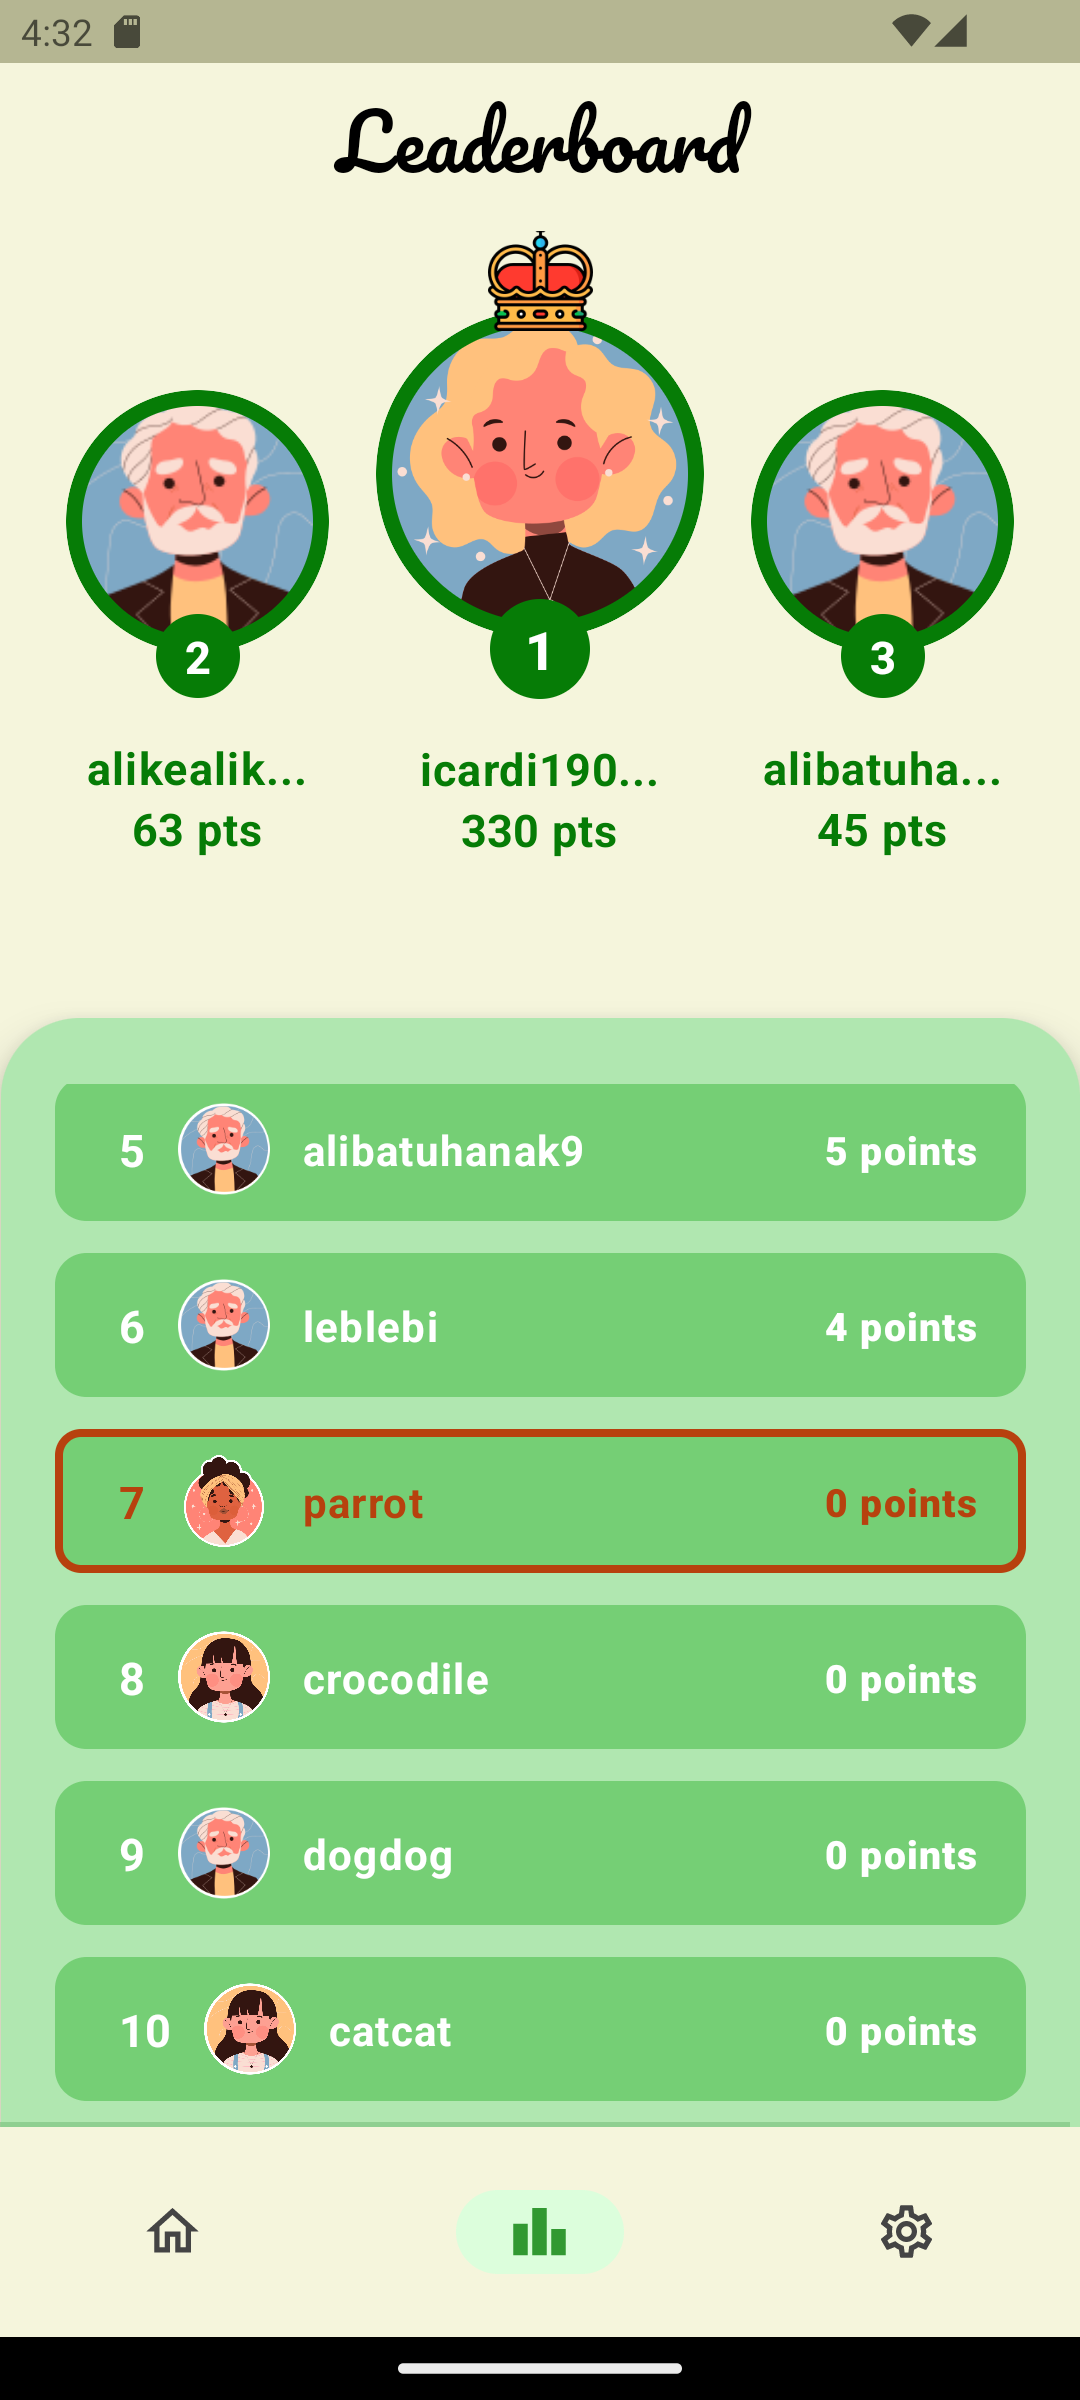 4:32
Leaderboard
2
1
3
alikealik...
icardi190...
alibatuha...
63 pts
330 pts
45 pts
5 alibatuhanak9 5 points
6 leblebi 4 points
7 parrot 0 points
8 crocodile 0 points
9 dogdog 0 points
10 catcat 0 points